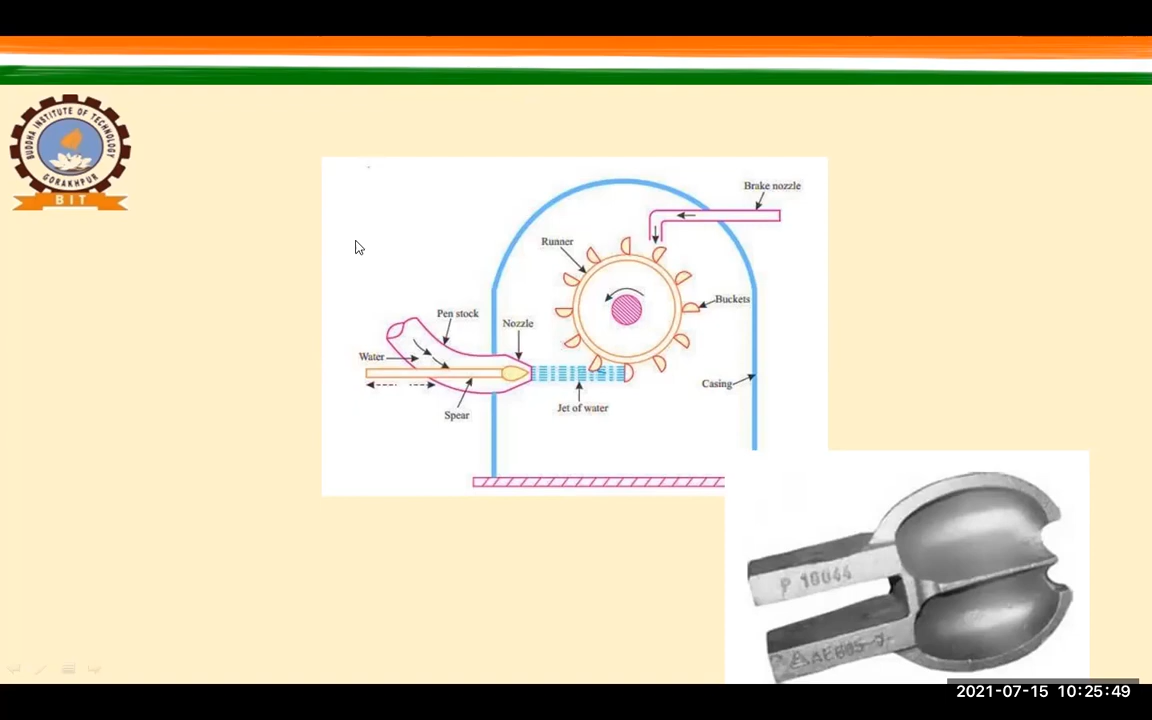 BUDDHA INSTITUTE OF TECHNOLOGY
GORAKHPUR
BIT
Brake nozzle
Runner
Buckets
Pen stock
Nozzle
Water
Casing
Jet of water
Spear
P 10044
2021-07-15 10:25:49